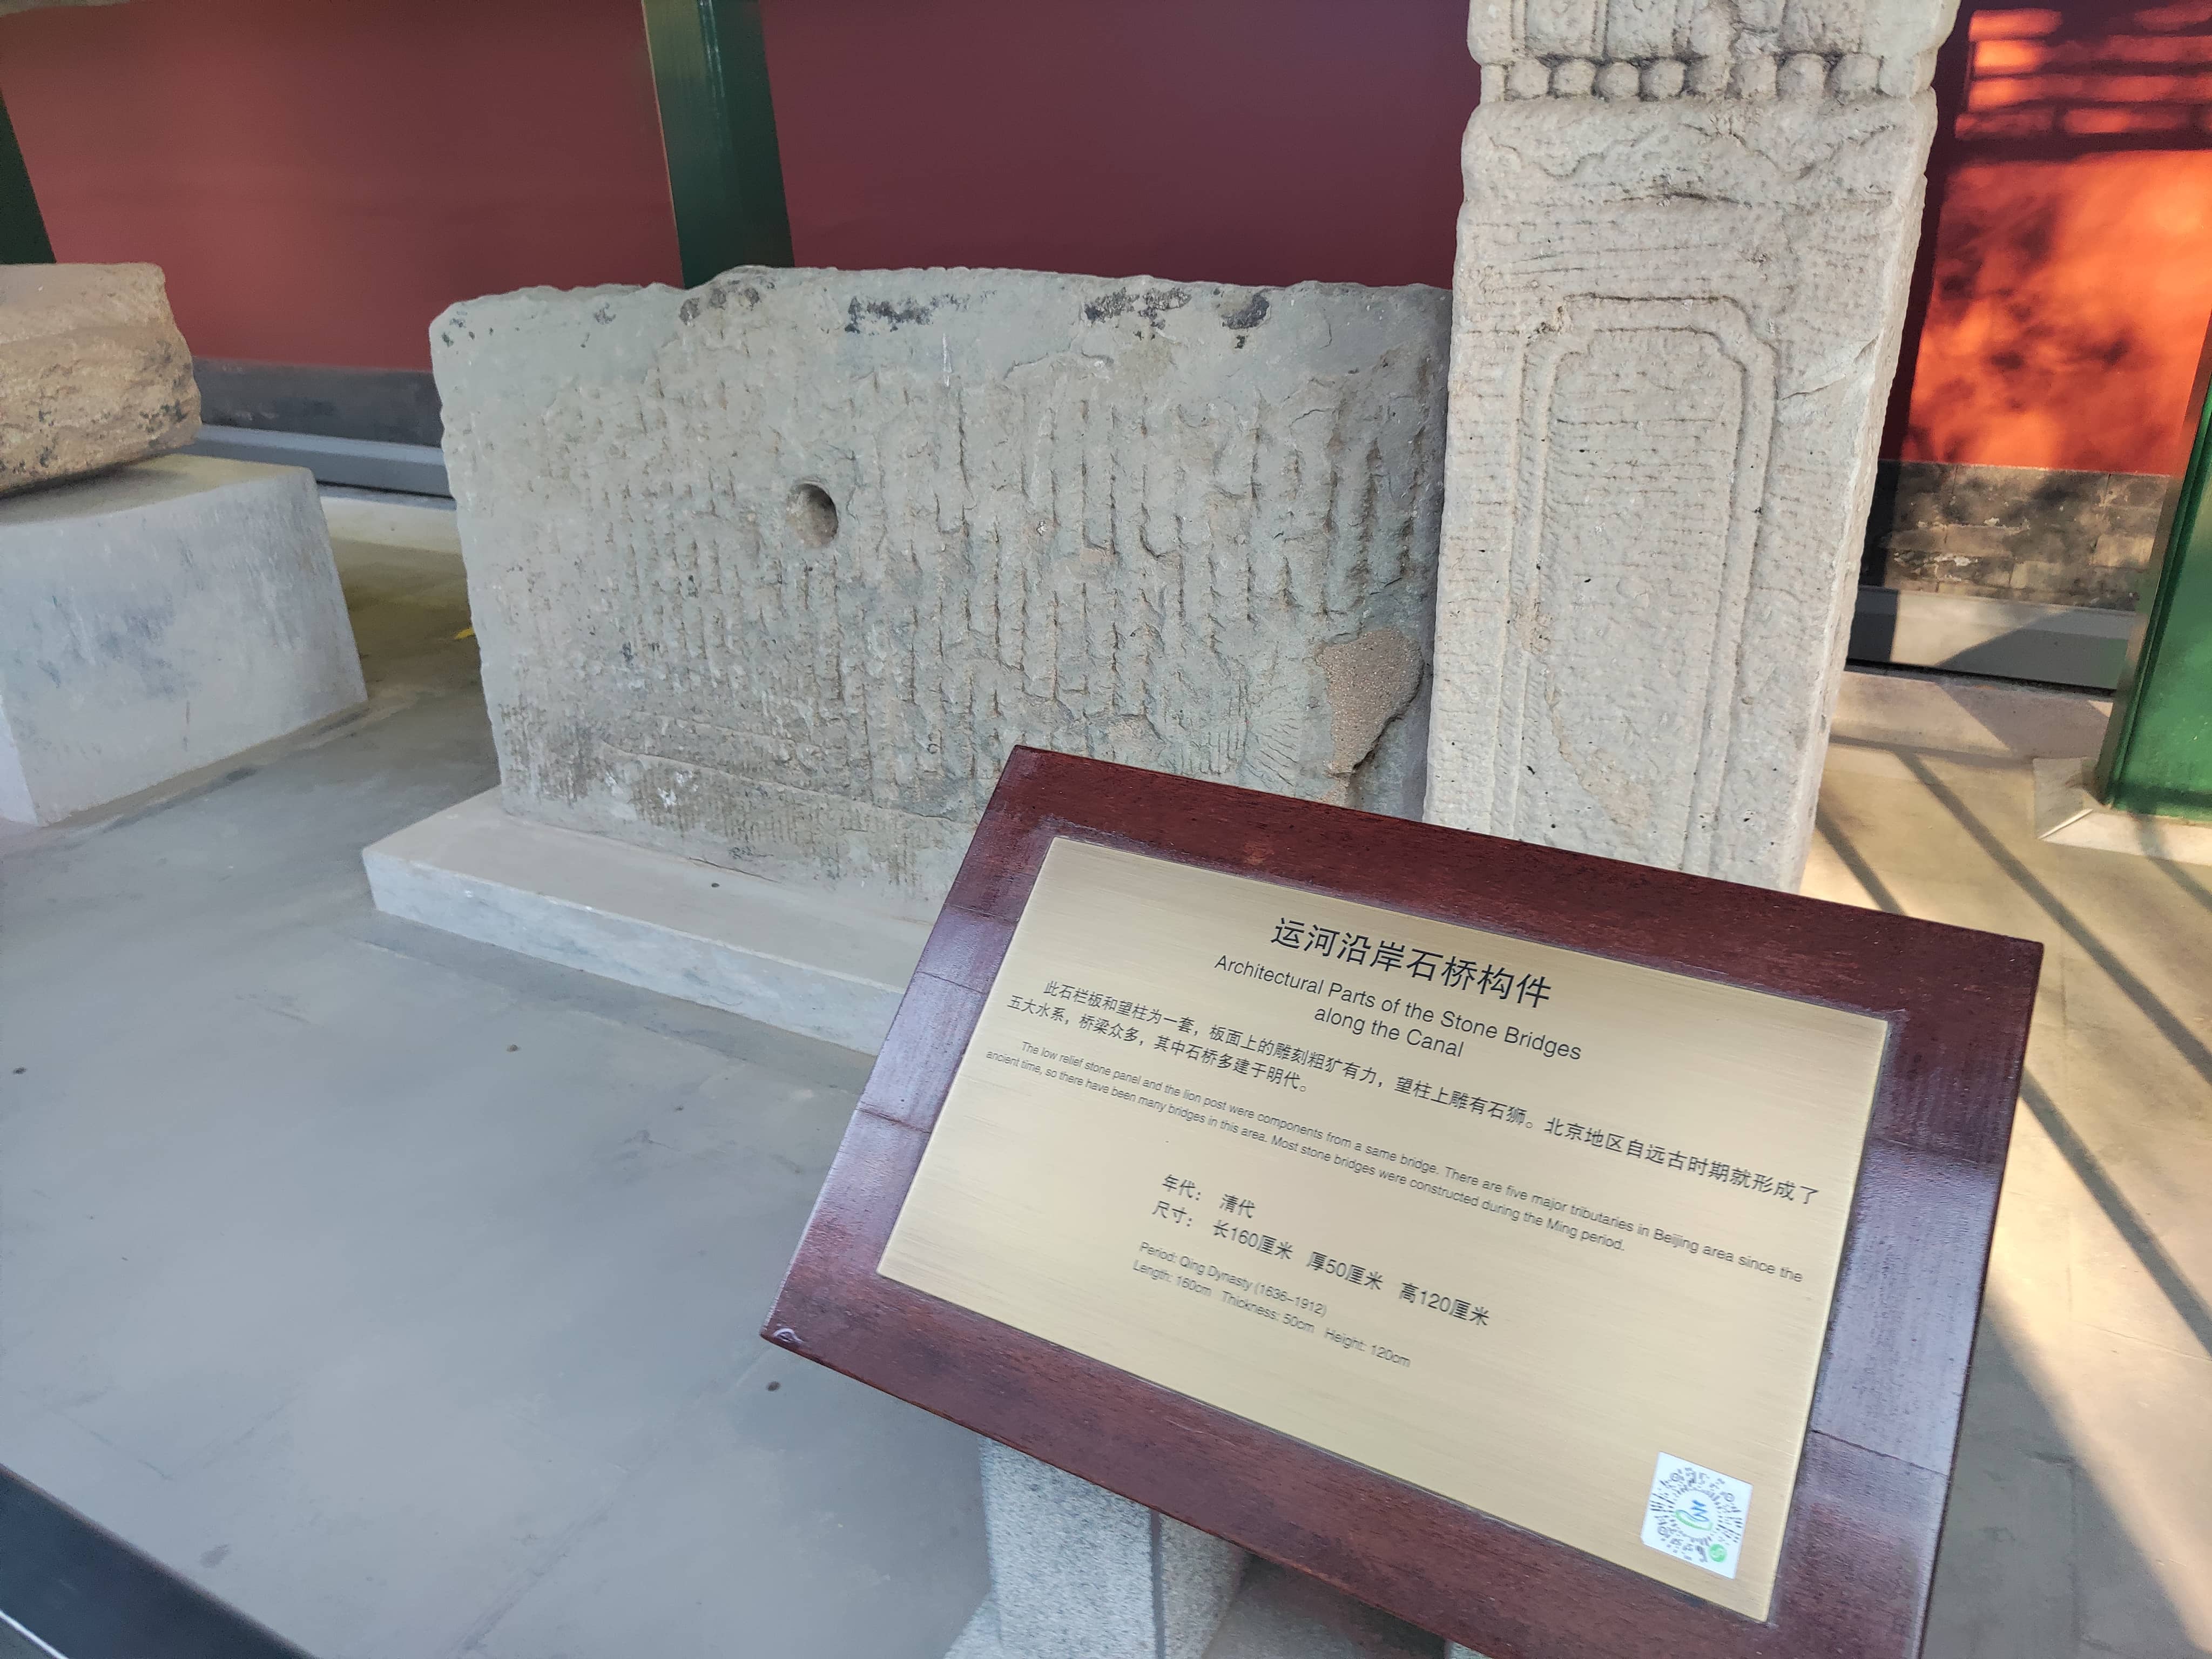 运河沿岸石桥构件
Architectural Parts of the Stone Bridges
along the Canal
此石栏板和望柱为一套，板面上的雕刻粗犷有力，望柱上雕有石狮。北京地区自远古时期就形成了
五大水系，桥梁众多，其中石桥多建于明代。
The low relief stone panel and the lion post were components from a same bridge. There are five major tributaries in Beijing area since the
ancient time, so there have been many bridges in this area. Most stone bridges were constructed during the Ming period.
年代： 清代
尺寸： 长160厘米 厚50厘米 高120厘米
Period: Qing Dynasty (1636–1912)
Length: 160cm Thickness: 50cm Height: 120cm